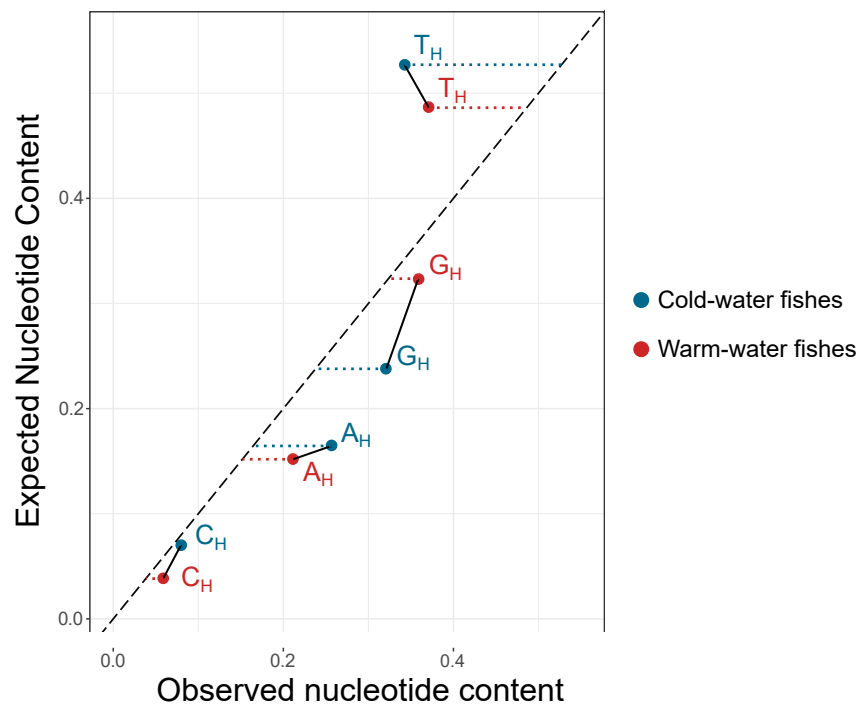 T_H
T_H
Expected Nucleotide Content
0.4
G_H
Cold-water fishes
Warm-water fishes
G_H
0.2
A_H
A_H
C_H
C_H
0.0
0.0 0.2 0.4
Observed nucleotide content